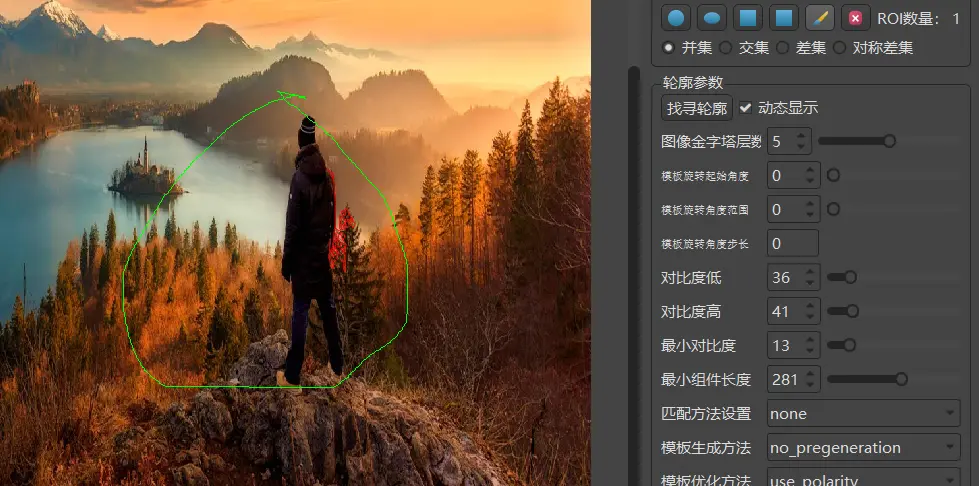 ROI数量： 1
并集 交集 差集 对称差集
轮廓参数
找寻轮廓 动态显示
图像金字塔层数 5
模板旋转起始角度 0
模板旋转角度范围 0
模板旋转角度步长 0
对比度低 36
对比度高 41
最小对比度 13
最小组件长度 281
匹配方法设置 none
模板生成方法 no_pregeneration
模板优化方法 use_polarity